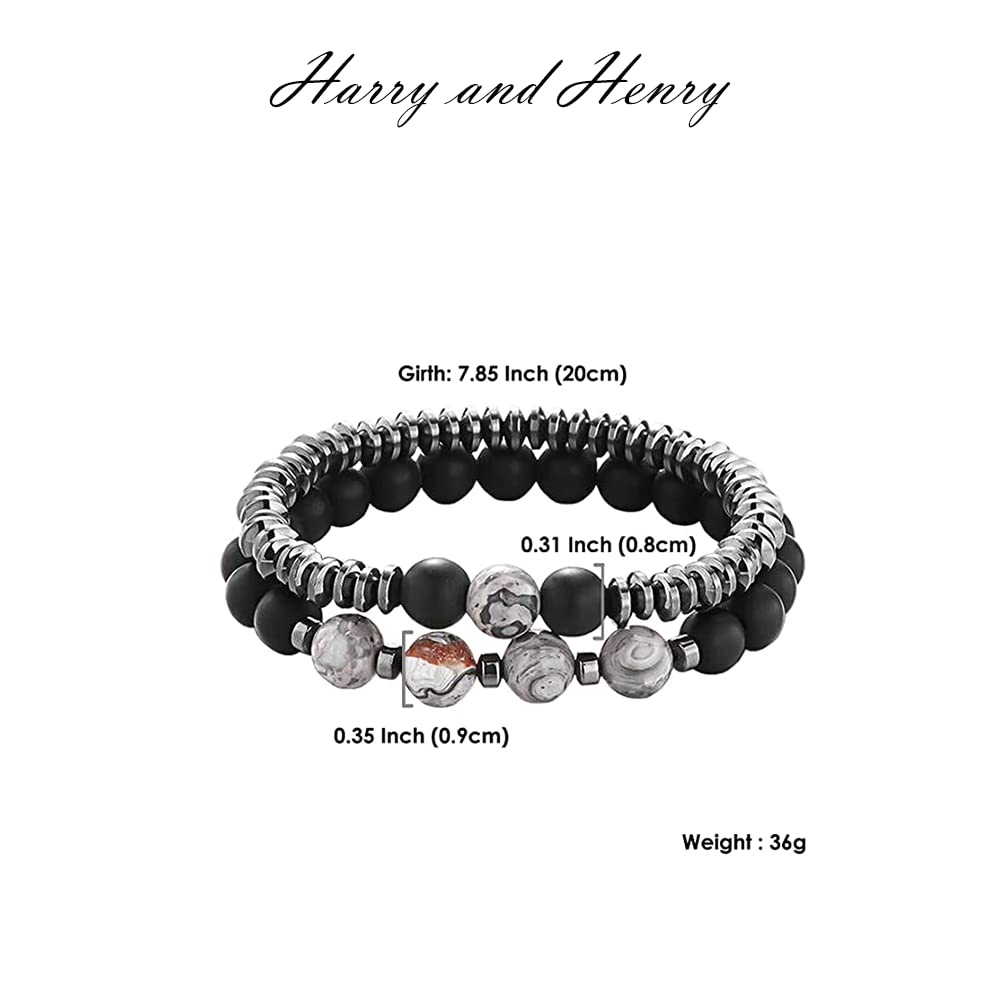 Harry and Henry
Girth: 7.85 Inch (20cm)
0.31 Inch (0.8cm)
0.35 Inch (0.9cm)
Weight : 36g